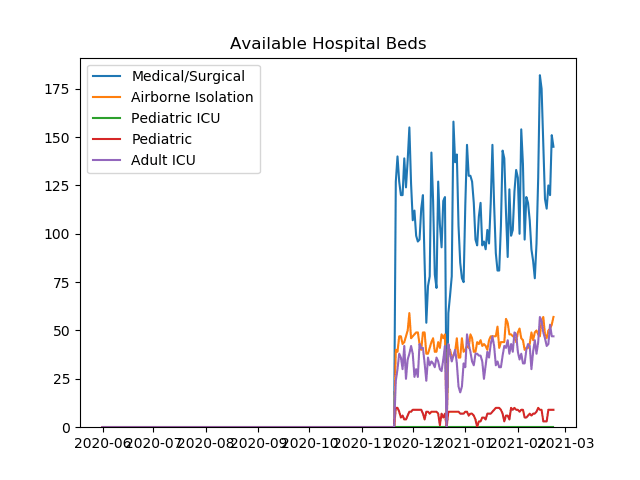 Available Hospital Beds
Medical/Surgical
Airborne Isolation
Pediatric ICU
Pediatric
Adult ICU
175
150
125
100
75
50
25
0
2020-06 2020-07 2020-08 2020-09 2020-10 2020-11 2020-12 2021-01 2021-02 2021-03